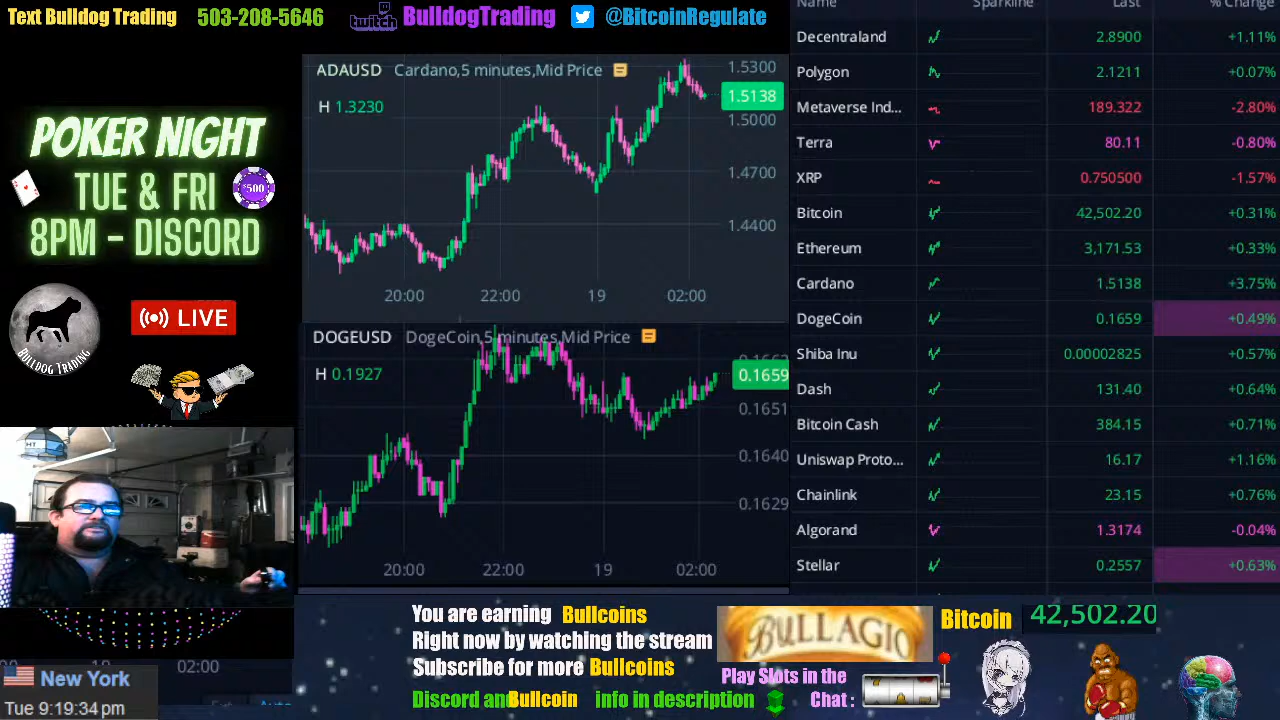 Text Bulldog Trading 503-208-5646 twitch BulldogTrading @BitcoinRegulate
POKER NIGHT
TUE & FRI
$500
8PM - DISCORD
BULLDOG TRADING
LIVE
ADAUSD Cardano,5 minutes,Mid Price
H 1.3230
1.5300
1.5138
1.5000
1.4700
1.4400
20:00 22:00 19 02:00
DOGEUSD DogeCoin,5 minutes,Mid Price
H 0.1927
0.1659
0.1651
0.1640
0.1629
20:00 22:00 19 02:00
Name Sparkline Last % Change
Decentraland 2.8900 +1.11%
Polygon 2.1211 +0.07%
Metaverse Ind... 189.322 -2.80%
Terra 80.11 -0.80%
XRP 0.750500 -1.57%
Bitcoin 42,502.20 +0.31%
Ethereum 3,171.53 +0.33%
Cardano 1.5138 +3.75%
DogeCoin 0.1659 +0.49%
Shiba Inu 0.00002825 +0.57%
Dash 131.40 +0.64%
Bitcoin Cash 384.15 +0.71%
Uniswap Proto... 16.17 +1.16%
Chainlink 23.15 +0.76%
Algorand 1.3174 -0.04%
Stellar 0.2557 +0.63%
02:00
New York
Tue 9:19:34 pm
You are earning Bullcoins
Right now by watching the stream
Subscribe for more Bullcoins
Discord and Bullcoin info in description
BULLAGIO
Play Slots in the
Chat :
Bitcoin 42,502.20